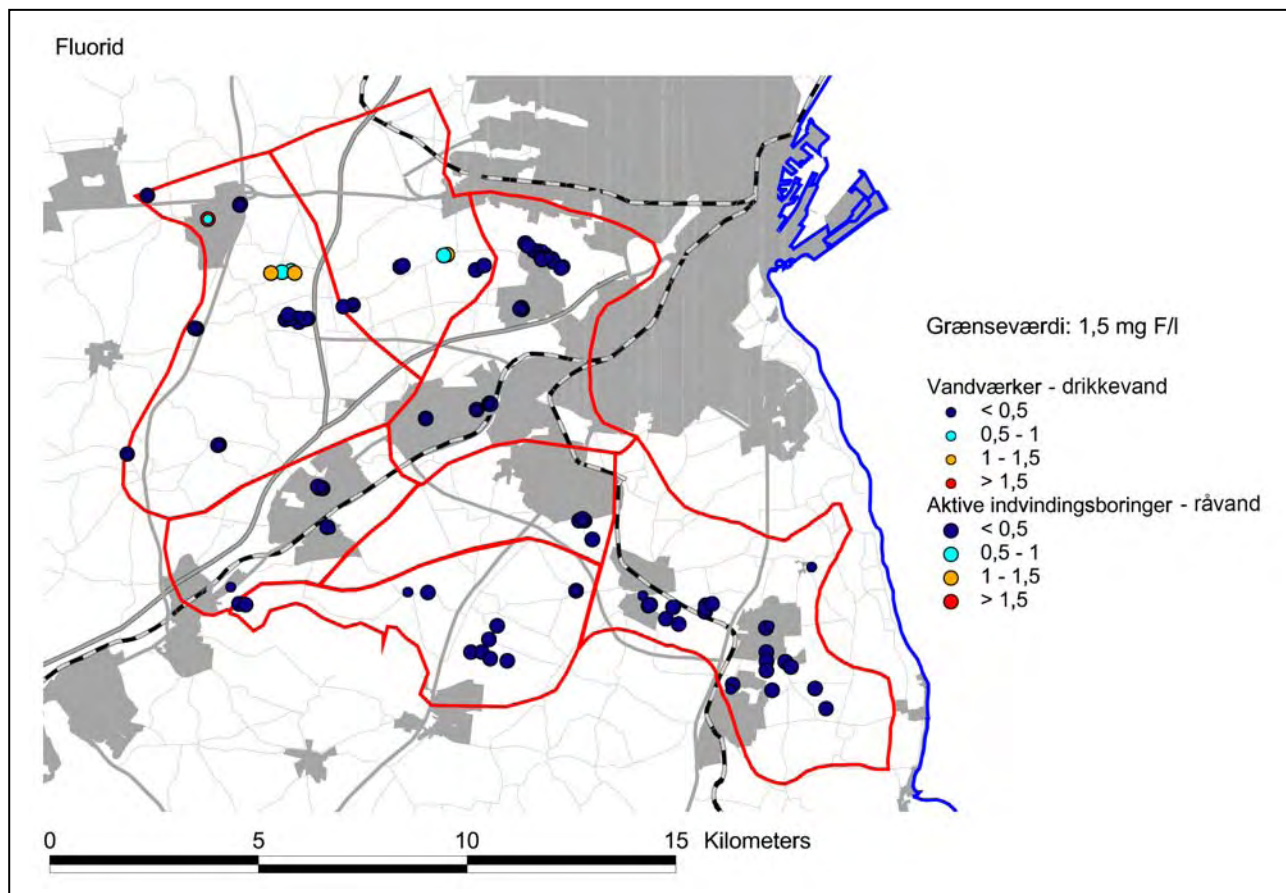 Fluorid
Grænseværdi: 1,5 mg F/l
Vandværker - drikkevand
< 0,5
0,5 - 1
1 - 1,5
> 1,5
Aktive indvindingsboringer - råvand
< 0,5
0,5 - 1
1 - 1,5
> 1,5
0 5 10 15 Kilometers